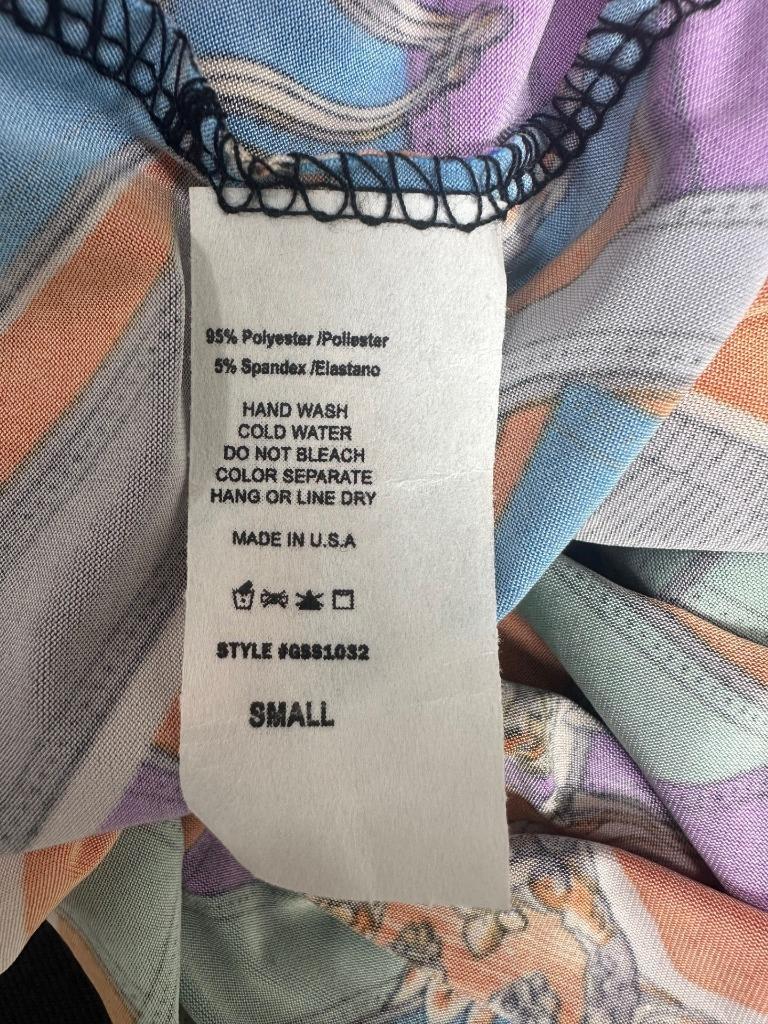 95% Polyester /Poliester
5% Spandex /Elastano
HAND WASH
COLD WATER
DO NOT BLEACH
COLOR SEPARATE
HANG OR LINE DRY
MADE IN U.S.A
STYLE #GSS1032
SMALL